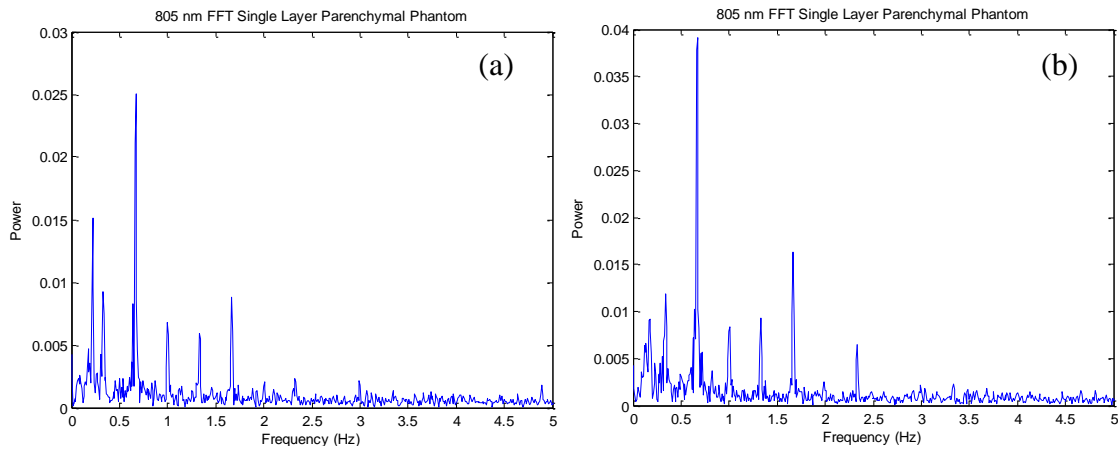 805 nm FFT Single Layer Parenchymal Phantom
(a)
0.03
0.025
0.02
0.015
0.01
0.005
0
Power
0 0.5 1 1.5 2 2.5 3 3.5 4 4.5 5
Frequency (Hz)
805 nm FFT Single Layer Parenchymal Phantom
(b)
0.04
0.035
0.03
0.025
0.02
0.015
0.01
0.005
0
Power
0 0.5 1 1.5 2 2.5 3 3.5 4 4.5 5
Frequency (Hz)